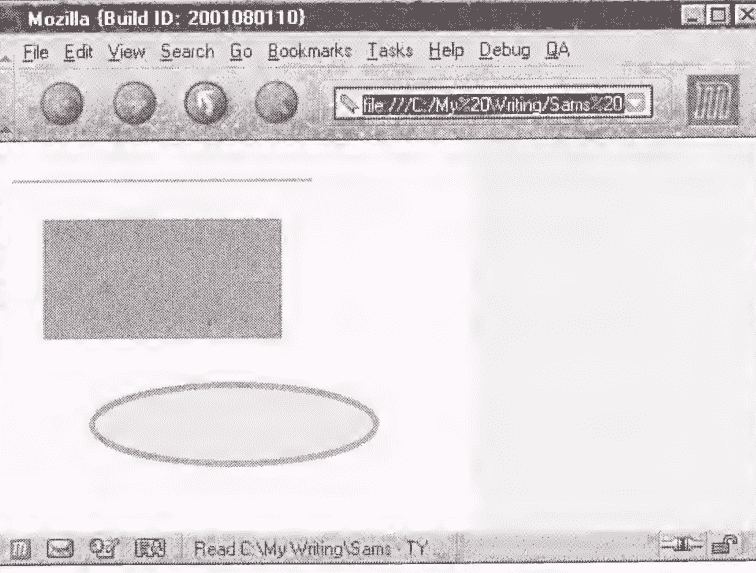 Mozilla {Build ID: 2001080110}
File Edit View Search Go Bookmarks Tasks Help Debug QA
file:///C:/My%20Writing/Sams%20
Read C:\My Writing\Sams - TY